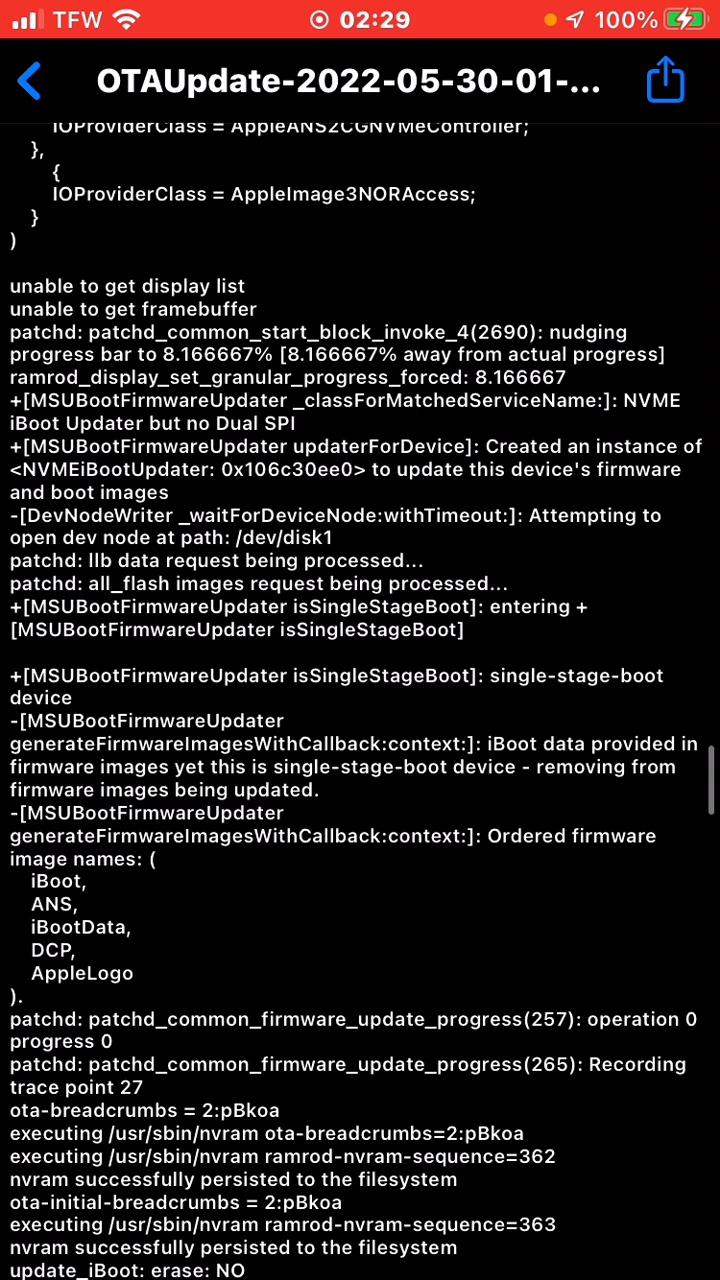 TFW 02:29 100%
OTAUpdate-2022-05-30-01-...
IOProviderClass = AppleANS2CGNVMeController;
},
{
IOProviderClass = AppleImage3NORAccess;
}
)
unable to get display list
unable to get framebuffer
patchd: patchd_common_start_block_invoke_4(2690): nudging
progress bar to 8.166667% [8.166667% away from actual progress]
ramrod_display_set_granular_progress_forced: 8.166667
+[MSUBootFirmwareUpdater _classForMatchedServiceName:]: NVME
iBoot Updater but no Dual SPI
+[MSUBootFirmwareUpdater updaterForDevice]: Created an instance of
<NVMEiBootUpdater: 0x106c30ee0> to update this device's firmware
and boot images
-[DevNodeWriter _waitForDeviceNode:withTimeout:]: Attempting to
open dev node at path: /dev/disk1
patchd: llb data request being processed...
patchd: all_flash images request being processed...
+[MSUBootFirmwareUpdater isSingleStageBoot]: entering +
[MSUBootFirmwareUpdater isSingleStageBoot]
+[MSUBootFirmwareUpdater isSingleStageBoot]: single-stage-boot
device
-[MSUBootFirmwareUpdater
generateFirmwareImagesWithCallback:context:]: iBoot data provided in
firmware images yet this is single-stage-boot device - removing from
firmware images being updated.
-[MSUBootFirmwareUpdater
generateFirmwareImagesWithCallback:context:]: Ordered firmware
image names: (
iBoot,
ANS,
iBootData,
DCP,
AppleLogo
).
patchd: patchd_common_firmware_update_progress(257): operation 0
progress 0
patchd: patchd_common_firmware_update_progress(265): Recording
trace point 27
ota-breadcrumbs = 2:pBkoa
executing /usr/sbin/nvram ota-breadcrumbs=2:pBkoa
executing /usr/sbin/nvram ramrod-nvram-sequence=362
nvram successfully persisted to the filesystem
ota-initial-breadcrumbs = 2:pBkoa
executing /usr/sbin/nvram ramrod-nvram-sequence=363
nvram successfully persisted to the filesystem
update_iBoot: erase: NO